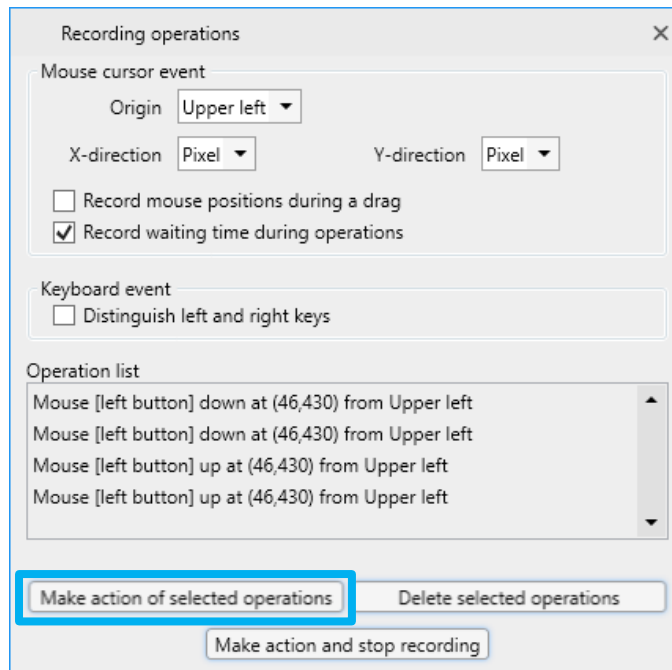 Recording operations
Mouse cursor event
Origin Upper left
X-direction Pixel Y-direction Pixel
Record mouse positions during a drag
Record waiting time during operations
Keyboard event
Distinguish left and right keys
Operation list
Mouse [left button] down at (46,430) from Upper left
Mouse [left button] down at (46,430) from Upper left
Mouse [left button] up at (46,430) from Upper left
Mouse [left button] up at (46,430) from Upper left
Make action of selected operations Delete selected operations
Make action and stop recording